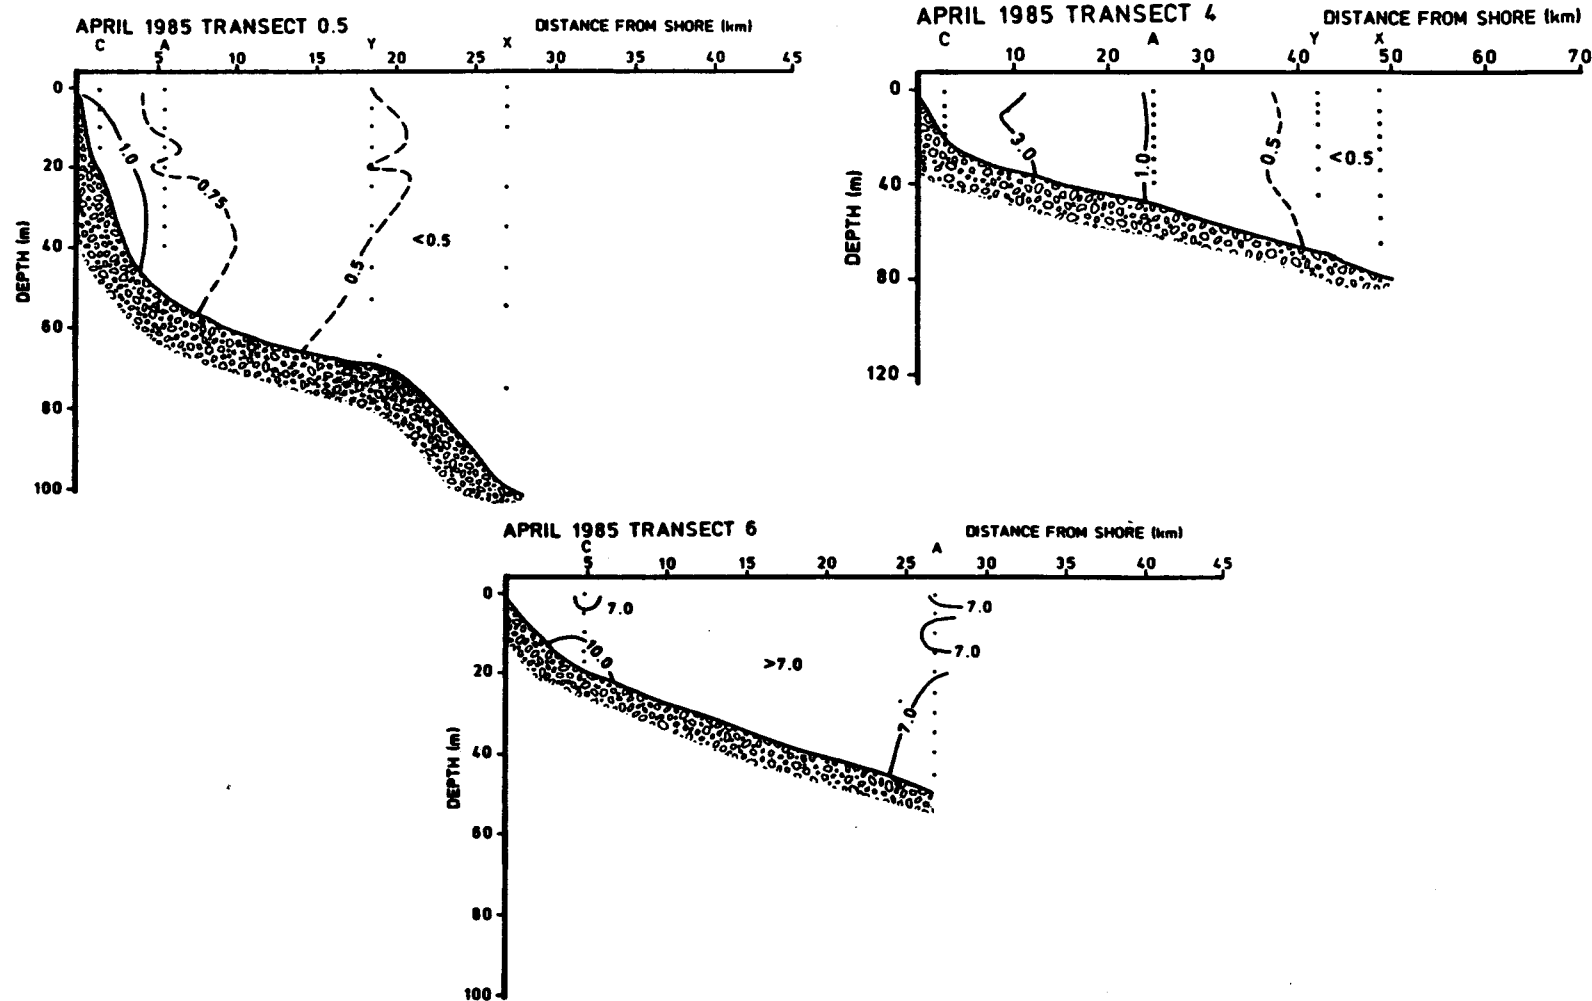 APRIL 1985 TRANSECT 0.5 DISTANCE FROM SHORE (km)
C A Y X
5 10 15 20 25 30 35 40 45
0
20
40
60
80
100
DEPTH (m)
1.0
0.75
0.5
<0.5
APRIL 1985 TRANSECT 4 DISTANCE FROM SHORE (km)
C A Y X
10 20 30 40 50 60 70
0
40
80
120
DEPTH (m)
3.0
1.0
0.5
<0.5
APRIL 1985 TRANSECT 6 DISTANCE FROM SHORE (km)
C A
5 10 15 20 25 30 35 40 45
0
20
40
60
80
100
DEPTH (m)
7.0
10.0
>7.0
7.0
7.0
7.0